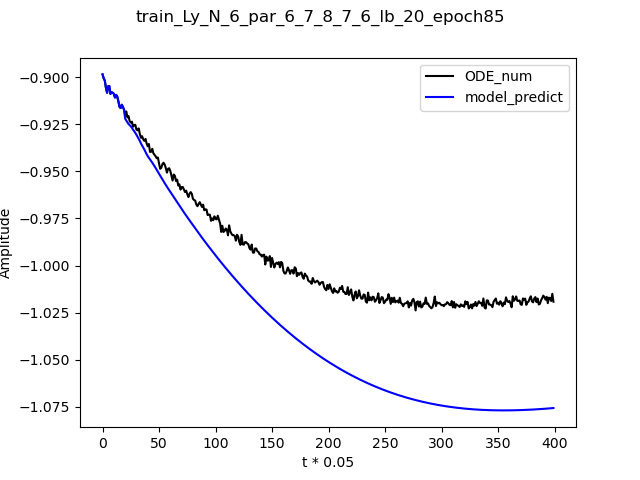 train_Ly_N_6_par_6_7_8_7_6_lb_20_epoch85
ODE_num
model_predict
Amplitude
−0.900
−0.925
−0.950
−0.975
−1.000
−1.025
−1.050
−1.075
0 50 100 150 200 250 300 350 400
t * 0.05